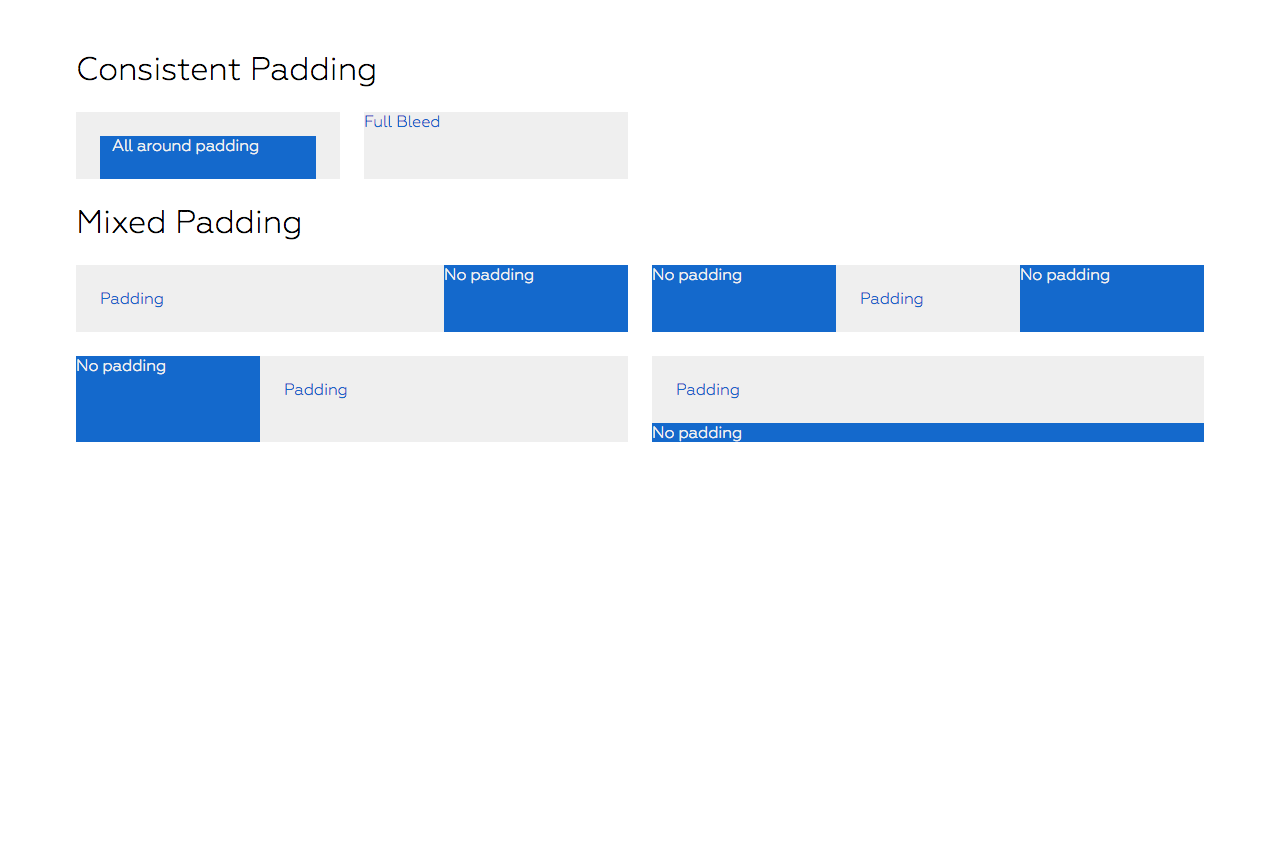 Consistent Padding
All around padding
Full Bleed
Mixed Padding
Padding
No padding
No padding
Padding
No padding
No padding
Padding
Padding
No padding